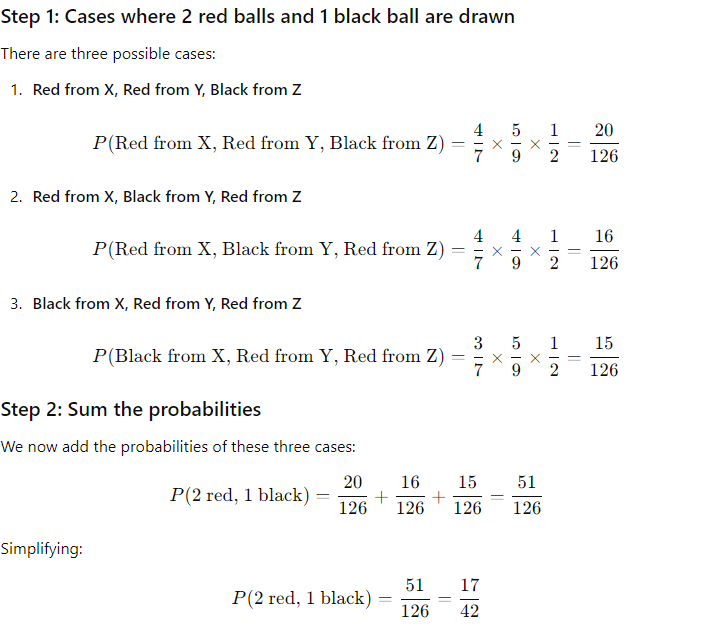 Step 1: Cases where 2 red balls and 1 black ball are drawn
There are three possible cases:
1. Red from X, Red from Y, Black from Z
P(Red from X, Red from Y, Black from Z) = 4/7 × 5/9 × 1/2 = 20/126
2. Red from X, Black from Y, Red from Z
P(Red from X, Black from Y, Red from Z) = 4/7 × 4/9 × 1/2 = 16/126
3. Black from X, Red from Y, Red from Z
P(Black from X, Red from Y, Red from Z) = 3/7 × 5/9 × 1/2 = 15/126
Step 2: Sum the probabilities
We now add the probabilities of these three cases:
P(2 red, 1 black) = 20/126 + 16/126 + 15/126 = 51/126
Simplifying:
P(2 red, 1 black) = 51/126 = 17/42